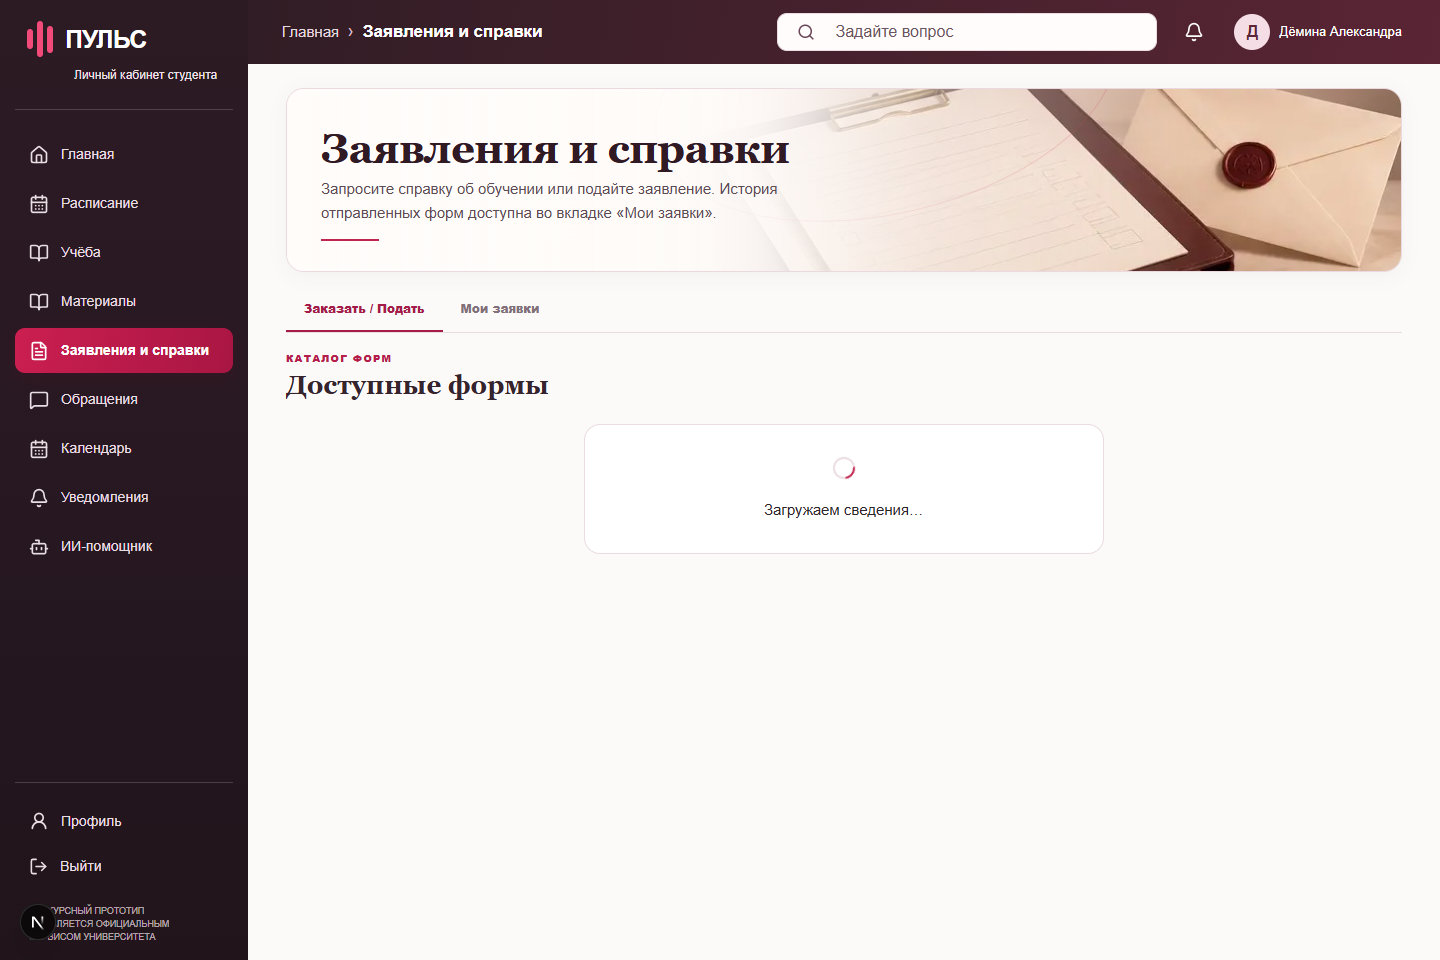 ПУЛЬС
Личный кабинет студента
Главная
Расписание
Учёба
Материалы
Заявления и справки
Обращения
Календарь
Уведомления
ИИ-помощник
Профиль
Выйти
ИСОМ УНИВЕРСИТЕТА
Главная › Заявления и справки
Задайте вопрос
Д
Дёмина Александра
Заявления и справки
Запросите справку об обучении или подайте заявление. История
отправленных форм доступна во вкладке «Мои заявки».
Заказать / Подать
Мои заявки
КАТАЛОГ ФОРМ
Доступные формы
Загружаем сведения…